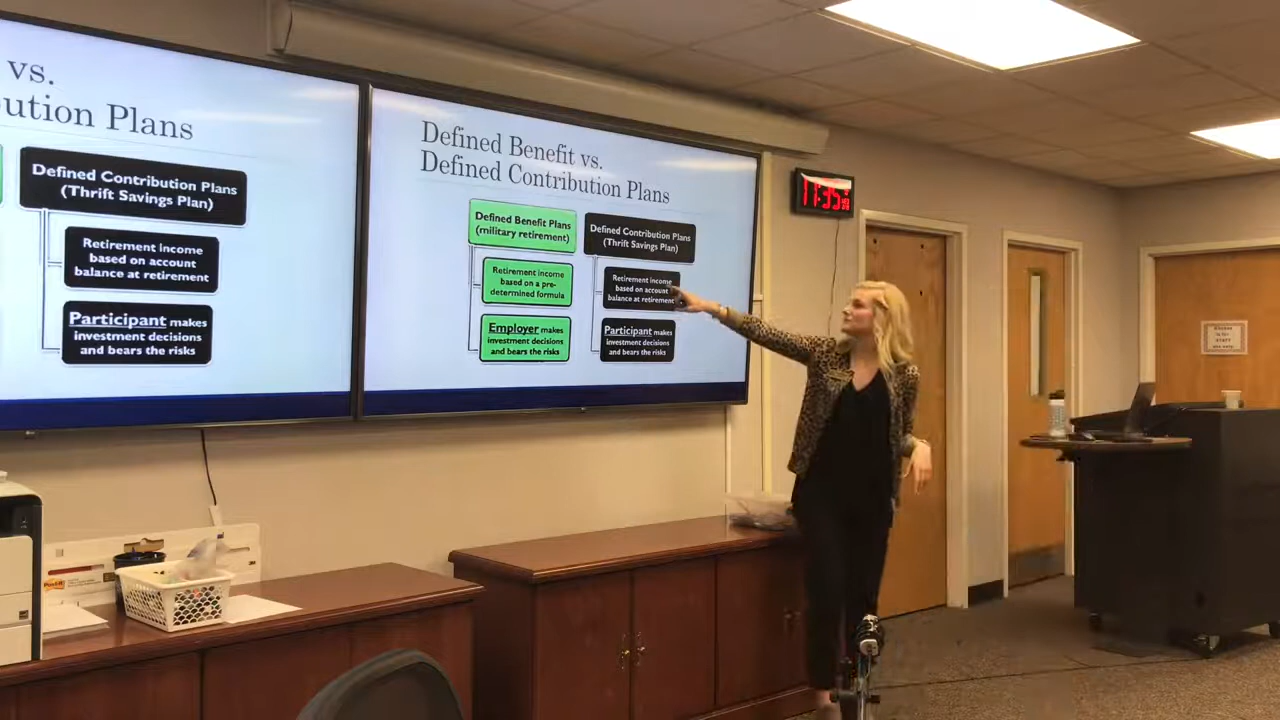 vs.
ution Plans
Defined Contribution Plans
(Thrift Savings Plan)
Retirement income
based on account
balance at retirement
Participant makes
investment decisions
and bears the risks
Defined Benefit vs.
Defined Contribution Plans
Defined Benefit Plans
(military retirement)
Defined Contribution Plans
(Thrift Savings Plan)
Retirement income
based on a pre-
determined formula
Retirement income
based on account
balance at retirement
Employer makes
investment decisions
and bears the risks
Participant makes
investment decisions
and bears the risks
11:35
Post-it